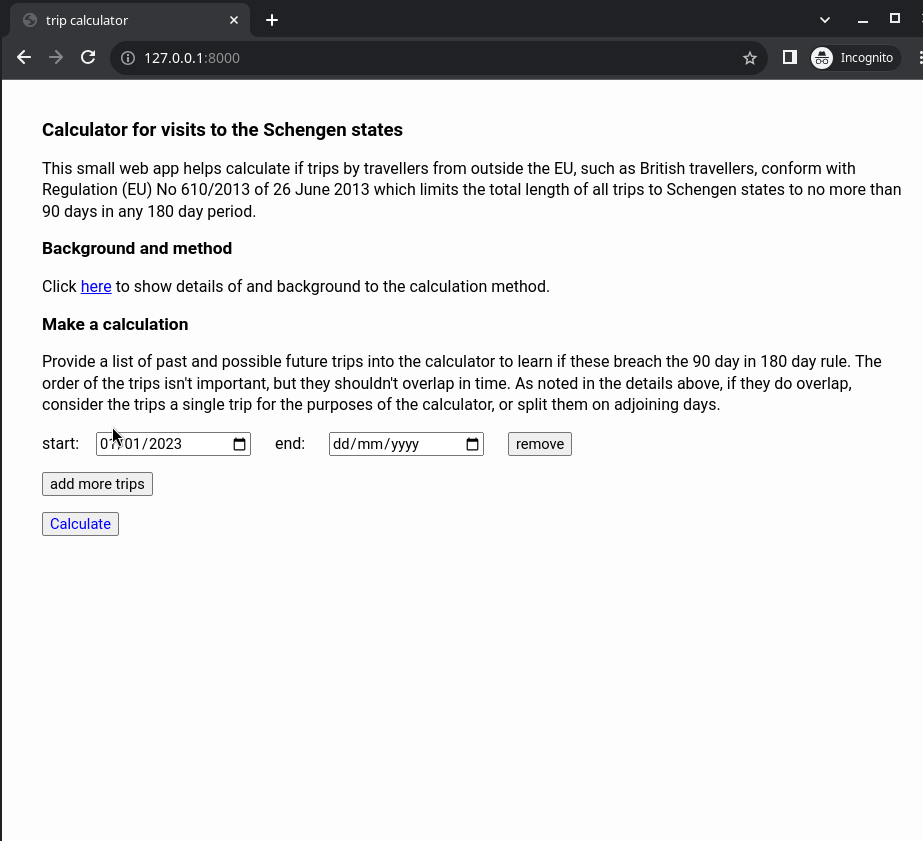 trip calculator
127.0.0.1:8000
Incognito
Calculator for visits to the Schengen states
This small web app helps calculate if trips by travellers from outside the EU, such as British travellers, conform with
Regulation (EU) No 610/2013 of 26 June 2013 which limits the total length of all trips to Schengen states to no more than
90 days in any 180 day period.
Background and method
Click here to show details of and background to the calculation method.
Make a calculation
Provide a list of past and possible future trips into the calculator to learn if these breach the 90 day in 180 day rule. The
order of the trips isn't important, but they shouldn't overlap in time. As noted in the details above, if they do overlap,
consider the trips a single trip for the purposes of the calculator, or split them on adjoining days.
start: 01/01/2023 end: dd/mm/yyyy remove
add more trips
Calculate